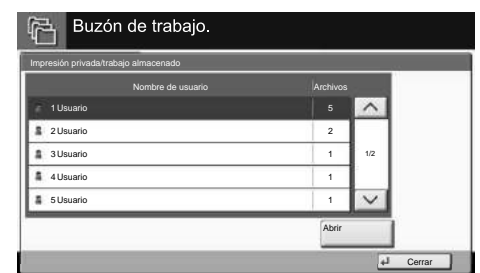 Buzón de trabajo.
Impresión privada/trabajo almacenado
Nombre de usuario Archivos
1 Usuario 5
2 Usuario 2
3 Usuario 1
1/2
4 Usuario 1
5 Usuario 1
Abrir
Cerrar